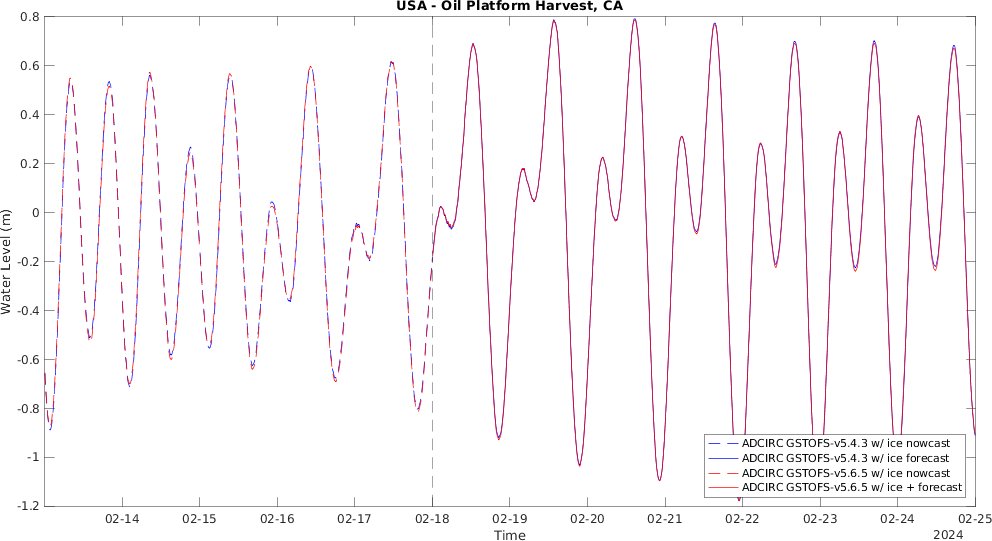 USA - Oil Platform Harvest, CA
0.8
0.6
0.4
0.2
0
-0.2
-0.4
-0.6
-0.8
-1
-1.2
Water Level (m)
ADCIRC GSTOFS-v5.4.3 w/ ice nowcast
ADCIRC GSTOFS-v5.4.3 w/ ice forecast
ADCIRC GSTOFS-v5.6.5 w/ ice nowcast
ADCIRC GSTOFS-v5.6.5 w/ ice + forecast
02-14 02-15 02-16 02-17 02-18 02-19 02-20 02-21 02-22 02-23 02-24 02-25
Time
2024